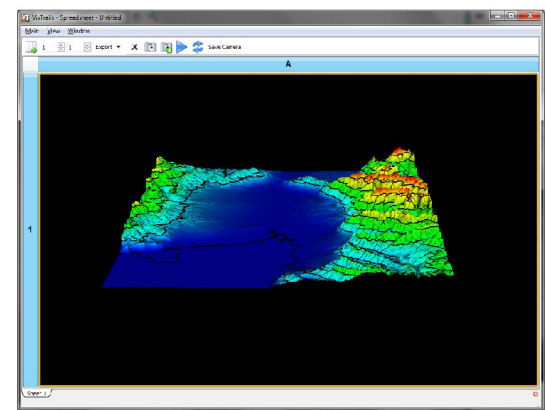 VisTrails - Spreadsheet - Untitled
Main View Window
1 1 Export X Save Camera
A
1
Sheet 1